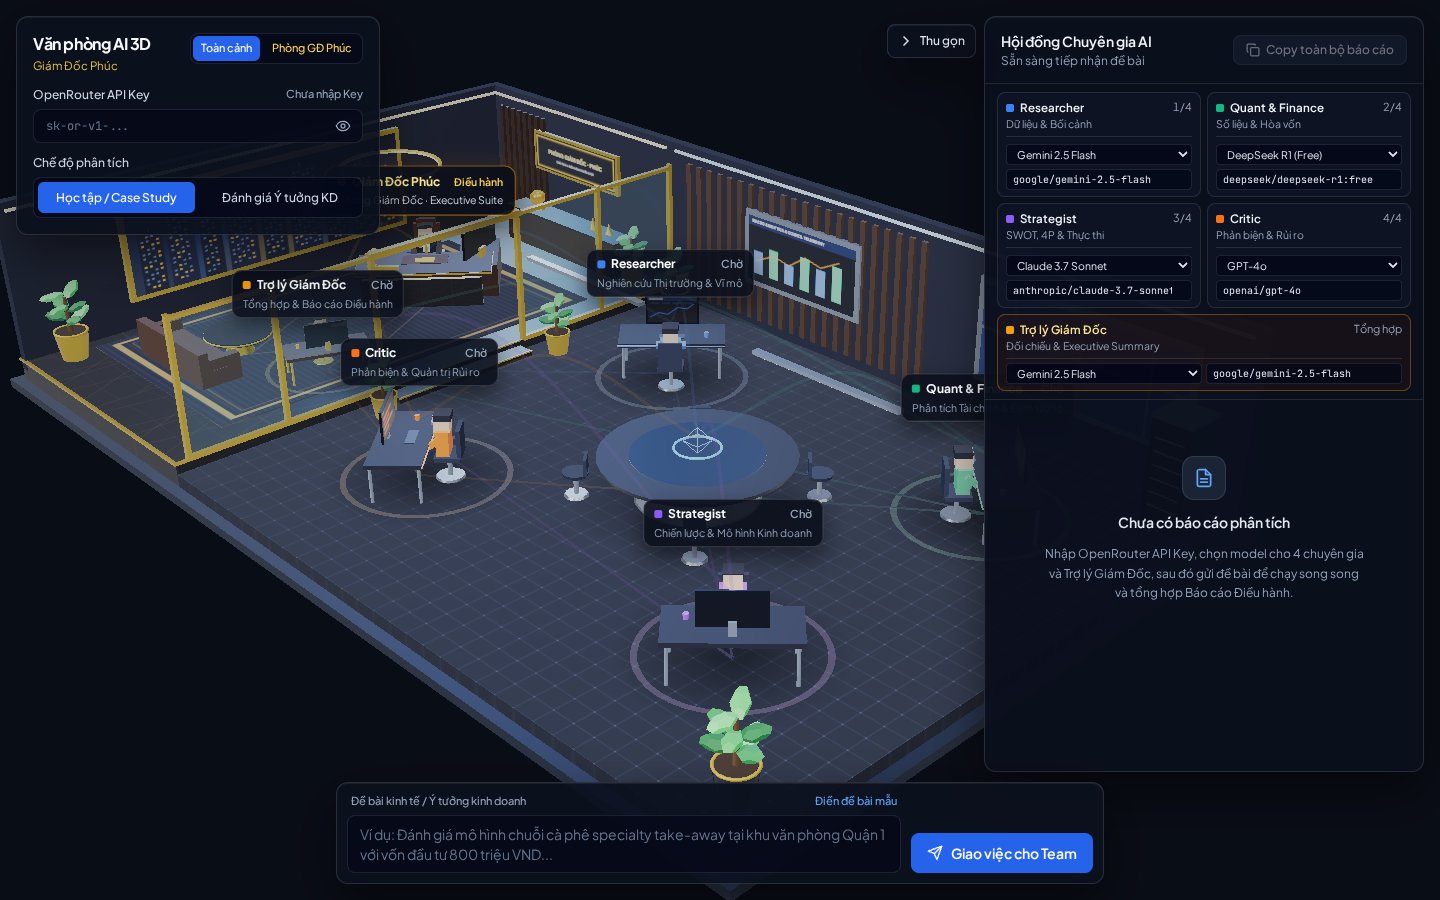 Văn phòng AI 3D
Giám Đốc Phúc
Toàn cảnh
Phòng GĐ Phúc
OpenRouter API Key
Chưa nhập Key
sk-or-v1-...
Chế độ phân tích
Học tập / Case Study
Đánh giá Ý tưởng KD
Đốc Phúc
Điều hành
Giám Đốc · Executive Suite
Trợ lý Giám Đốc
Chờ
Tổng hợp & Báo cáo Điều hành
Critic
Chờ
Phản biện & Quản trị Rủi ro
Researcher
Chờ
Nghiên cứu Thị trường & Vĩ mô
Quant & F
Phân tích Tài ch
Strategist
Chờ
Chiến lược & Mô hình Kinh doanh
Thu gọn
Hội đồng Chuyên gia AI
Sẵn sàng tiếp nhận đề bài
Copy toàn bộ báo cáo
Researcher
1/4
Dữ liệu & Bối cảnh
Gemini 2.5 Flash
google/gemini-2.5-flash
Quant & Finance
2/4
Số liệu & Hòa vốn
DeepSeek R1 (Free)
deepseek/deepseek-r1:free
Strategist
3/4
SWOT, 4P & Thực thi
Claude 3.7 Sonnet
anthropic/claude-3.7-sonnet
Critic
4/4
Phản biện & Rủi ro
GPT-4o
openai/gpt-4o
Trợ lý Giám Đốc
Tổng hợp
Đối chiếu & Executive Summary
Gemini 2.5 Flash
google/gemini-2.5-flash
Chưa có báo cáo phân tích
Nhập OpenRouter API Key, chọn model cho 4 chuyên gia
và Trợ lý Giám Đốc, sau đó gửi đề bài để chạy song song
và tổng hợp Báo cáo Điều hành.
Đề bài kinh tế / Ý tưởng kinh doanh
Điền đề bài mẫu
Ví dụ: Đánh giá mô hình chuỗi cà phê specialty take-away tại khu văn phòng Quận 1
với vốn đầu tư 800 triệu VND...
Giao việc cho Team